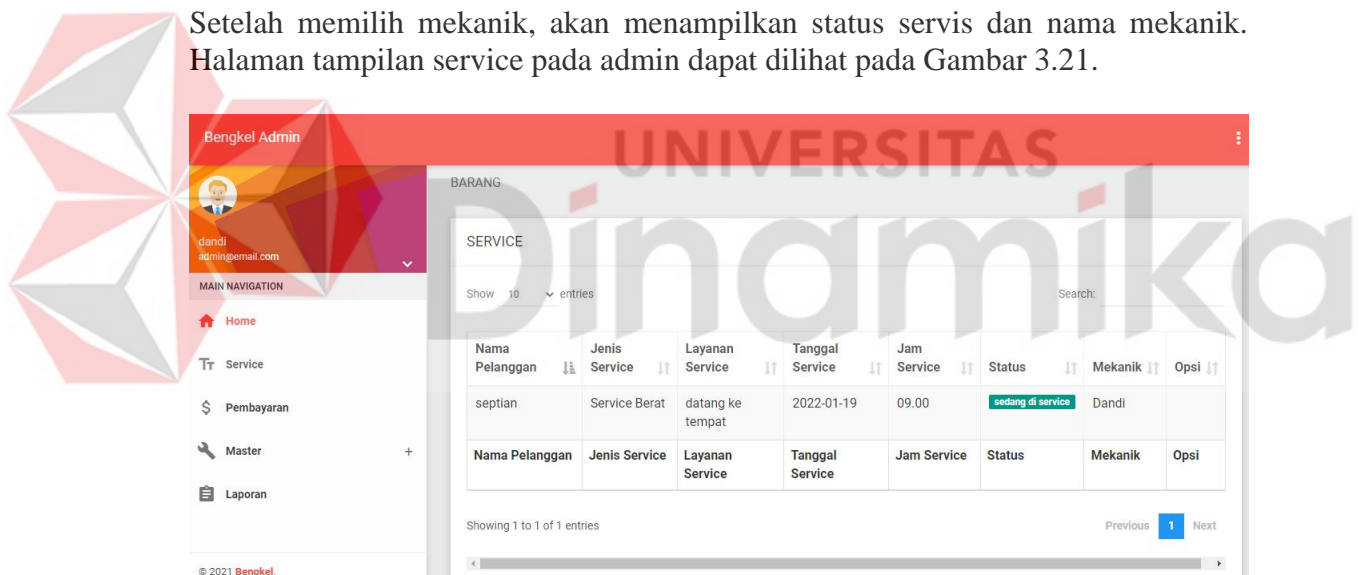 Setelah memilih mekanik, akan menampilkan status servis dan nama mekanik.
Halaman tampilan service pada admin dapat dilihat pada Gambar 3.21.
UNIVERSITAS
Dinamika
Bengkel Admin
dandi
admin@email.com
MAIN NAVIGATION
Home
Service
Pembayaran
Master +
Laporan
© 2021 Bengkel.
BARANG
SERVICE
Show 10 entries Search:
Nama Pelanggan Jenis Service Layanan Service Tanggal Service Jam Service Status Mekanik Opsi
septian Service Berat datang ke tempat 2022-01-19 09.00 sedang di service Dandi
Nama Pelanggan Jenis Service Layanan Service Tanggal Service Jam Service Status Mekanik Opsi
Showing 1 to 1 of 1 entries Previous 1 Next